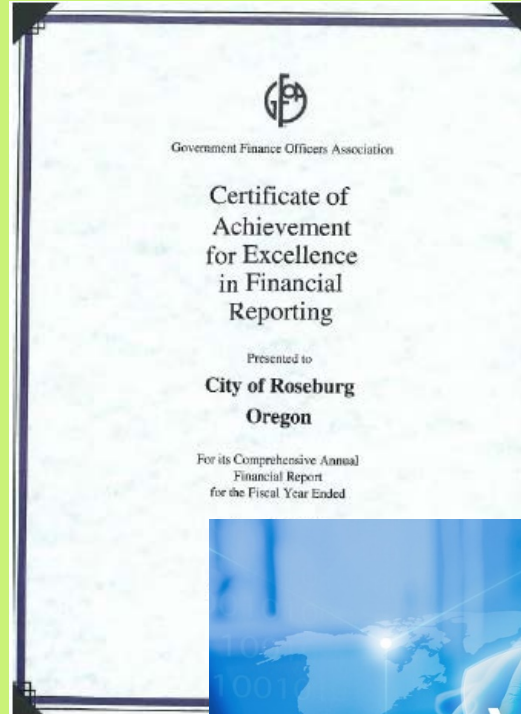 GFOA
Government Finance Officers Association
Certificate of
Achievement
for Excellence
in Financial
Reporting
Presented to
City of Roseburg
Oregon
For its Comprehensive Annual
Financial Report
for the Fiscal Year Ended